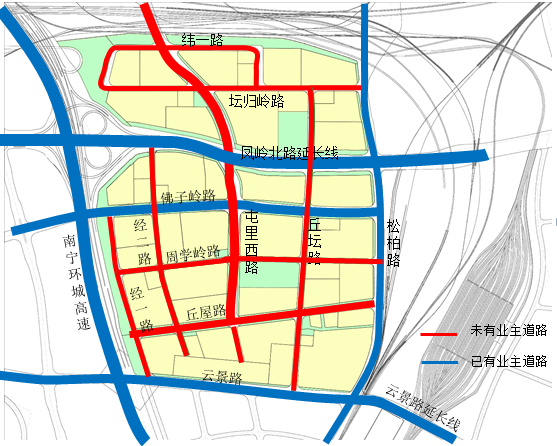 纬一路
坛归岭路
凤岭北路延长线
佛子岭路
经二路
屯里西路
丘坛路
松柏路
南宁环城高速
周学岭路
经一路
丘屋路
未有业主道路
已有业主道路
云景路
云景路延长线